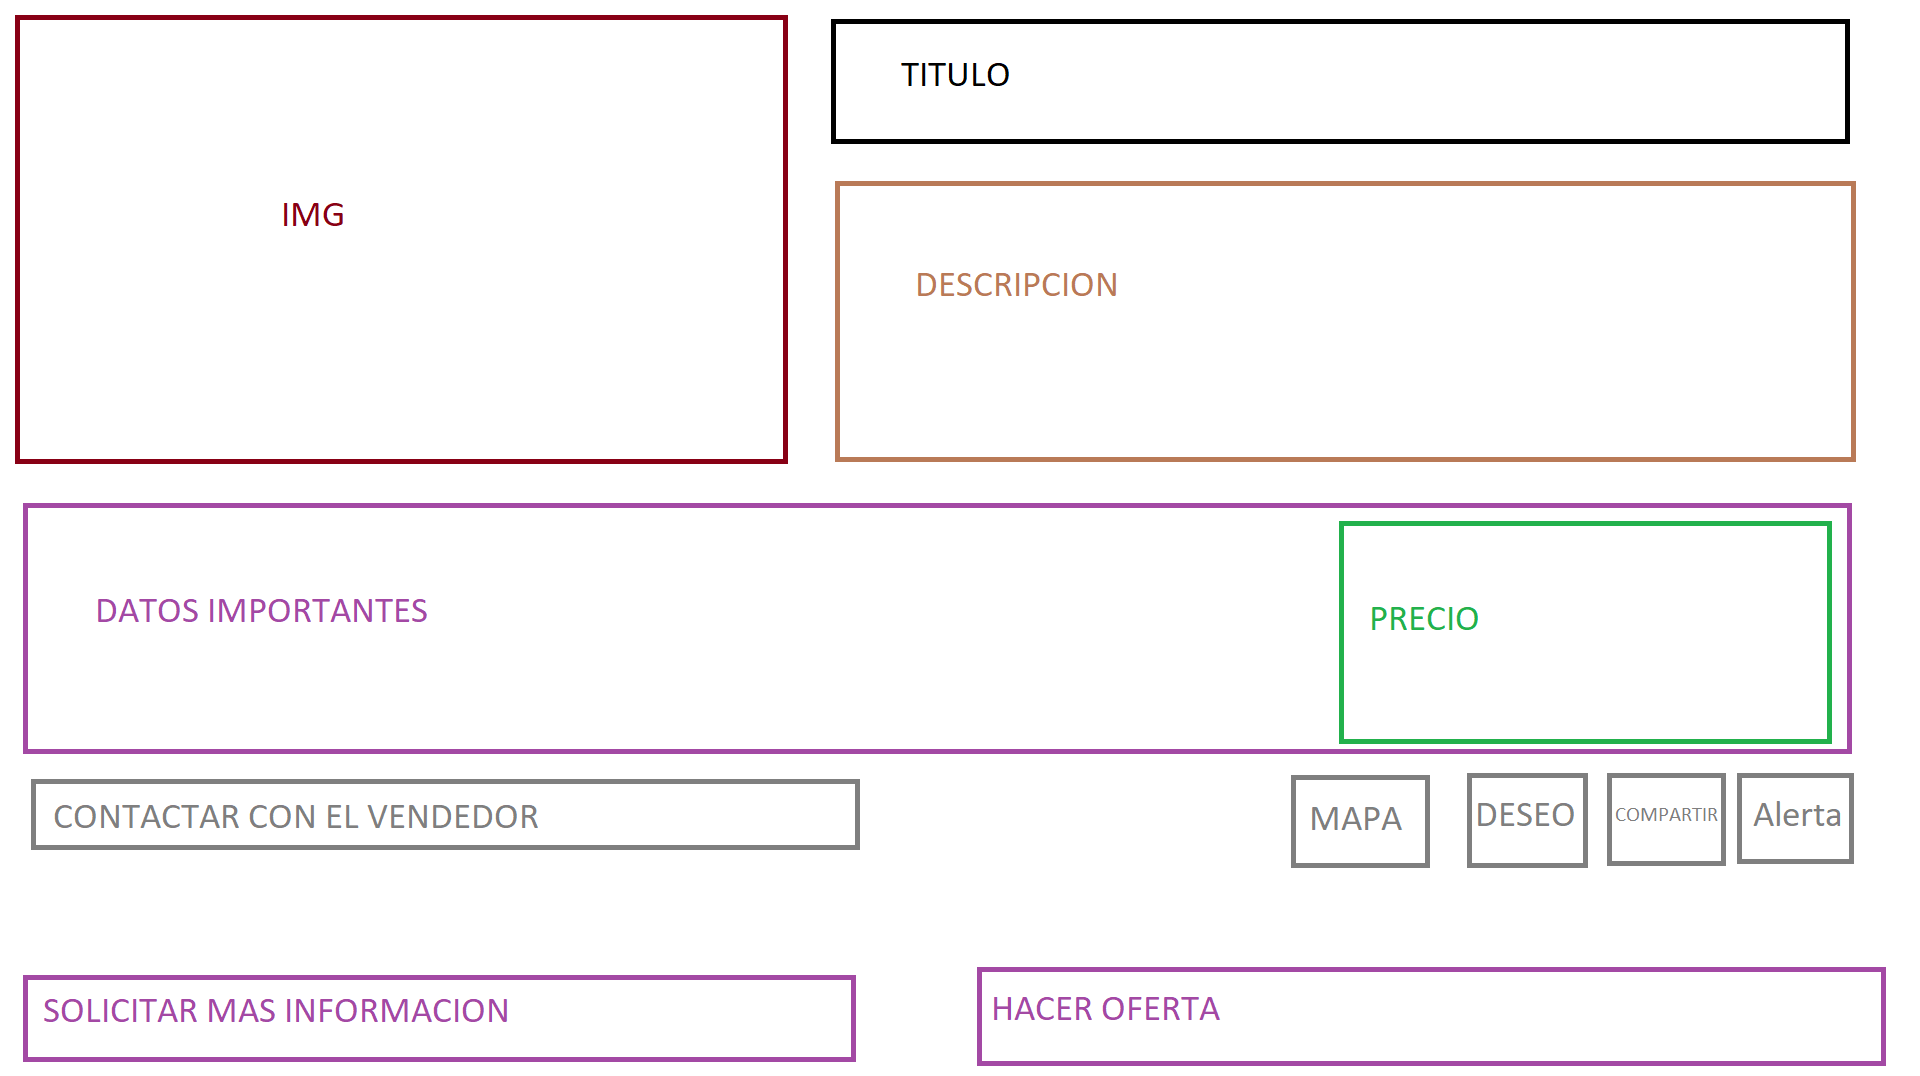 TITULO
IMG
DESCRIPCION
DATOS IMPORTANTES
PRECIO
CONTACTAR CON EL VENDEDOR
MAPA
DESEO
COMPARTIR
Alerta
SOLICITAR MAS INFORMACION
HACER OFERTA